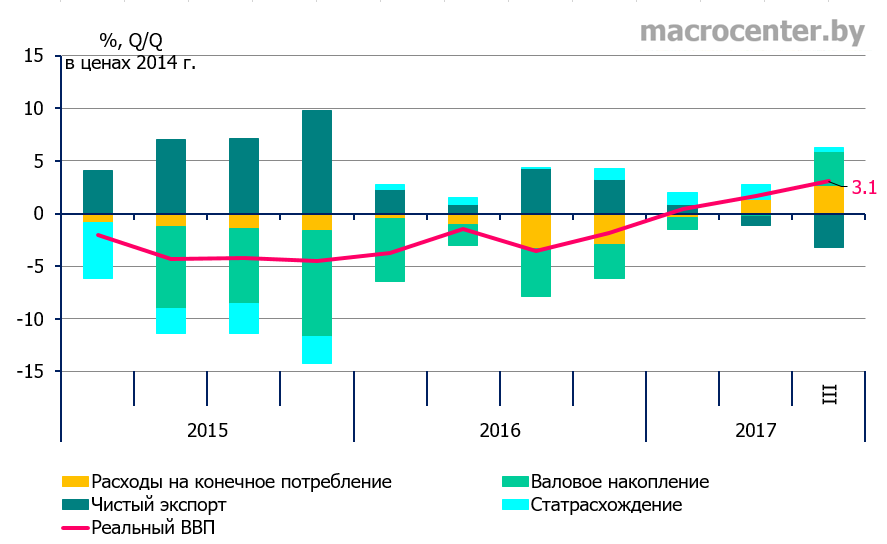 macrocenter.by
%, Q/Q
в ценах 2014 г.
15
10
5
0
-5
-10
-15
3.1
III
2015
2016
2017
Расходы на конечное потребление
Валовое накопление
Чистый экспорт
Статрасхождение
Реальный ВВП